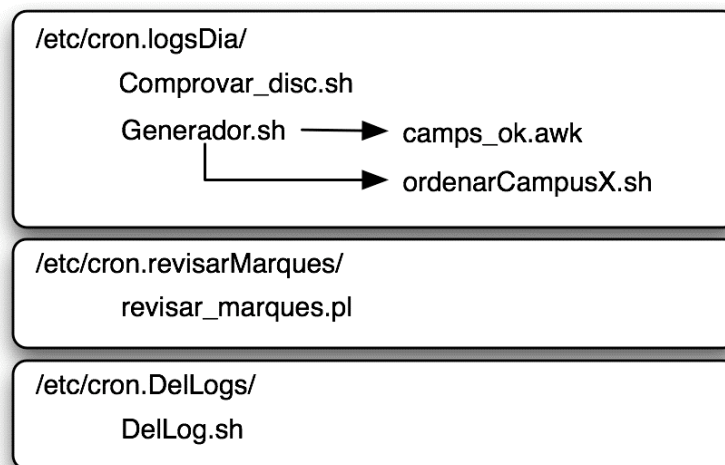 /etc/cron.logsDia/
Comprovar_disc.sh
Generador.sh camps_ok.awk
ordenarCampusX.sh
/etc/cron.revisarMarques/
revisar_marques.pl
/etc/cron.DelLogs/
DelLog.sh